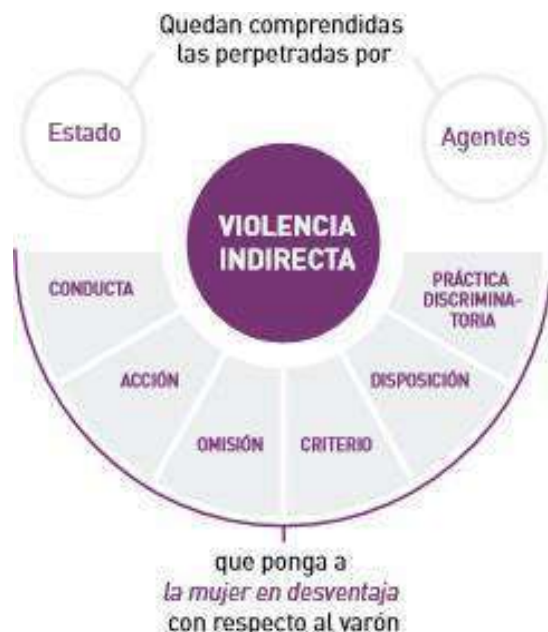 Quedan comprendidas
las perpetradas por
Estado
Agentes
VIOLENCIA
INDIRECTA
CONDUCTA
ACCIÓN
OMISIÓN
CRITERIO
DISPOSICIÓN
PRÁCTICA
DISCRIMINA-
TORIA
que ponga a
la mujer en desventaja
con respecto al varón